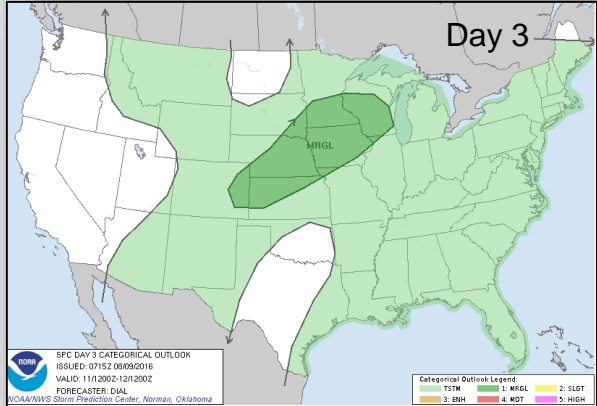 Day 3
MRGL
NOAA
SPC DAY 3 CATEGORICAL OUTLOOK
ISSUED: 0715Z 08/09/2016
VALID: 11/1200Z-12/1200Z
FORECASTER: DIAL
NOAA/NWS Storm Prediction Center, Norman, Oklahoma
Categorical Outlook Legend:
TSTM 1: MRGL 2: SLGT
3: ENH 4: MDT 5: HIGH